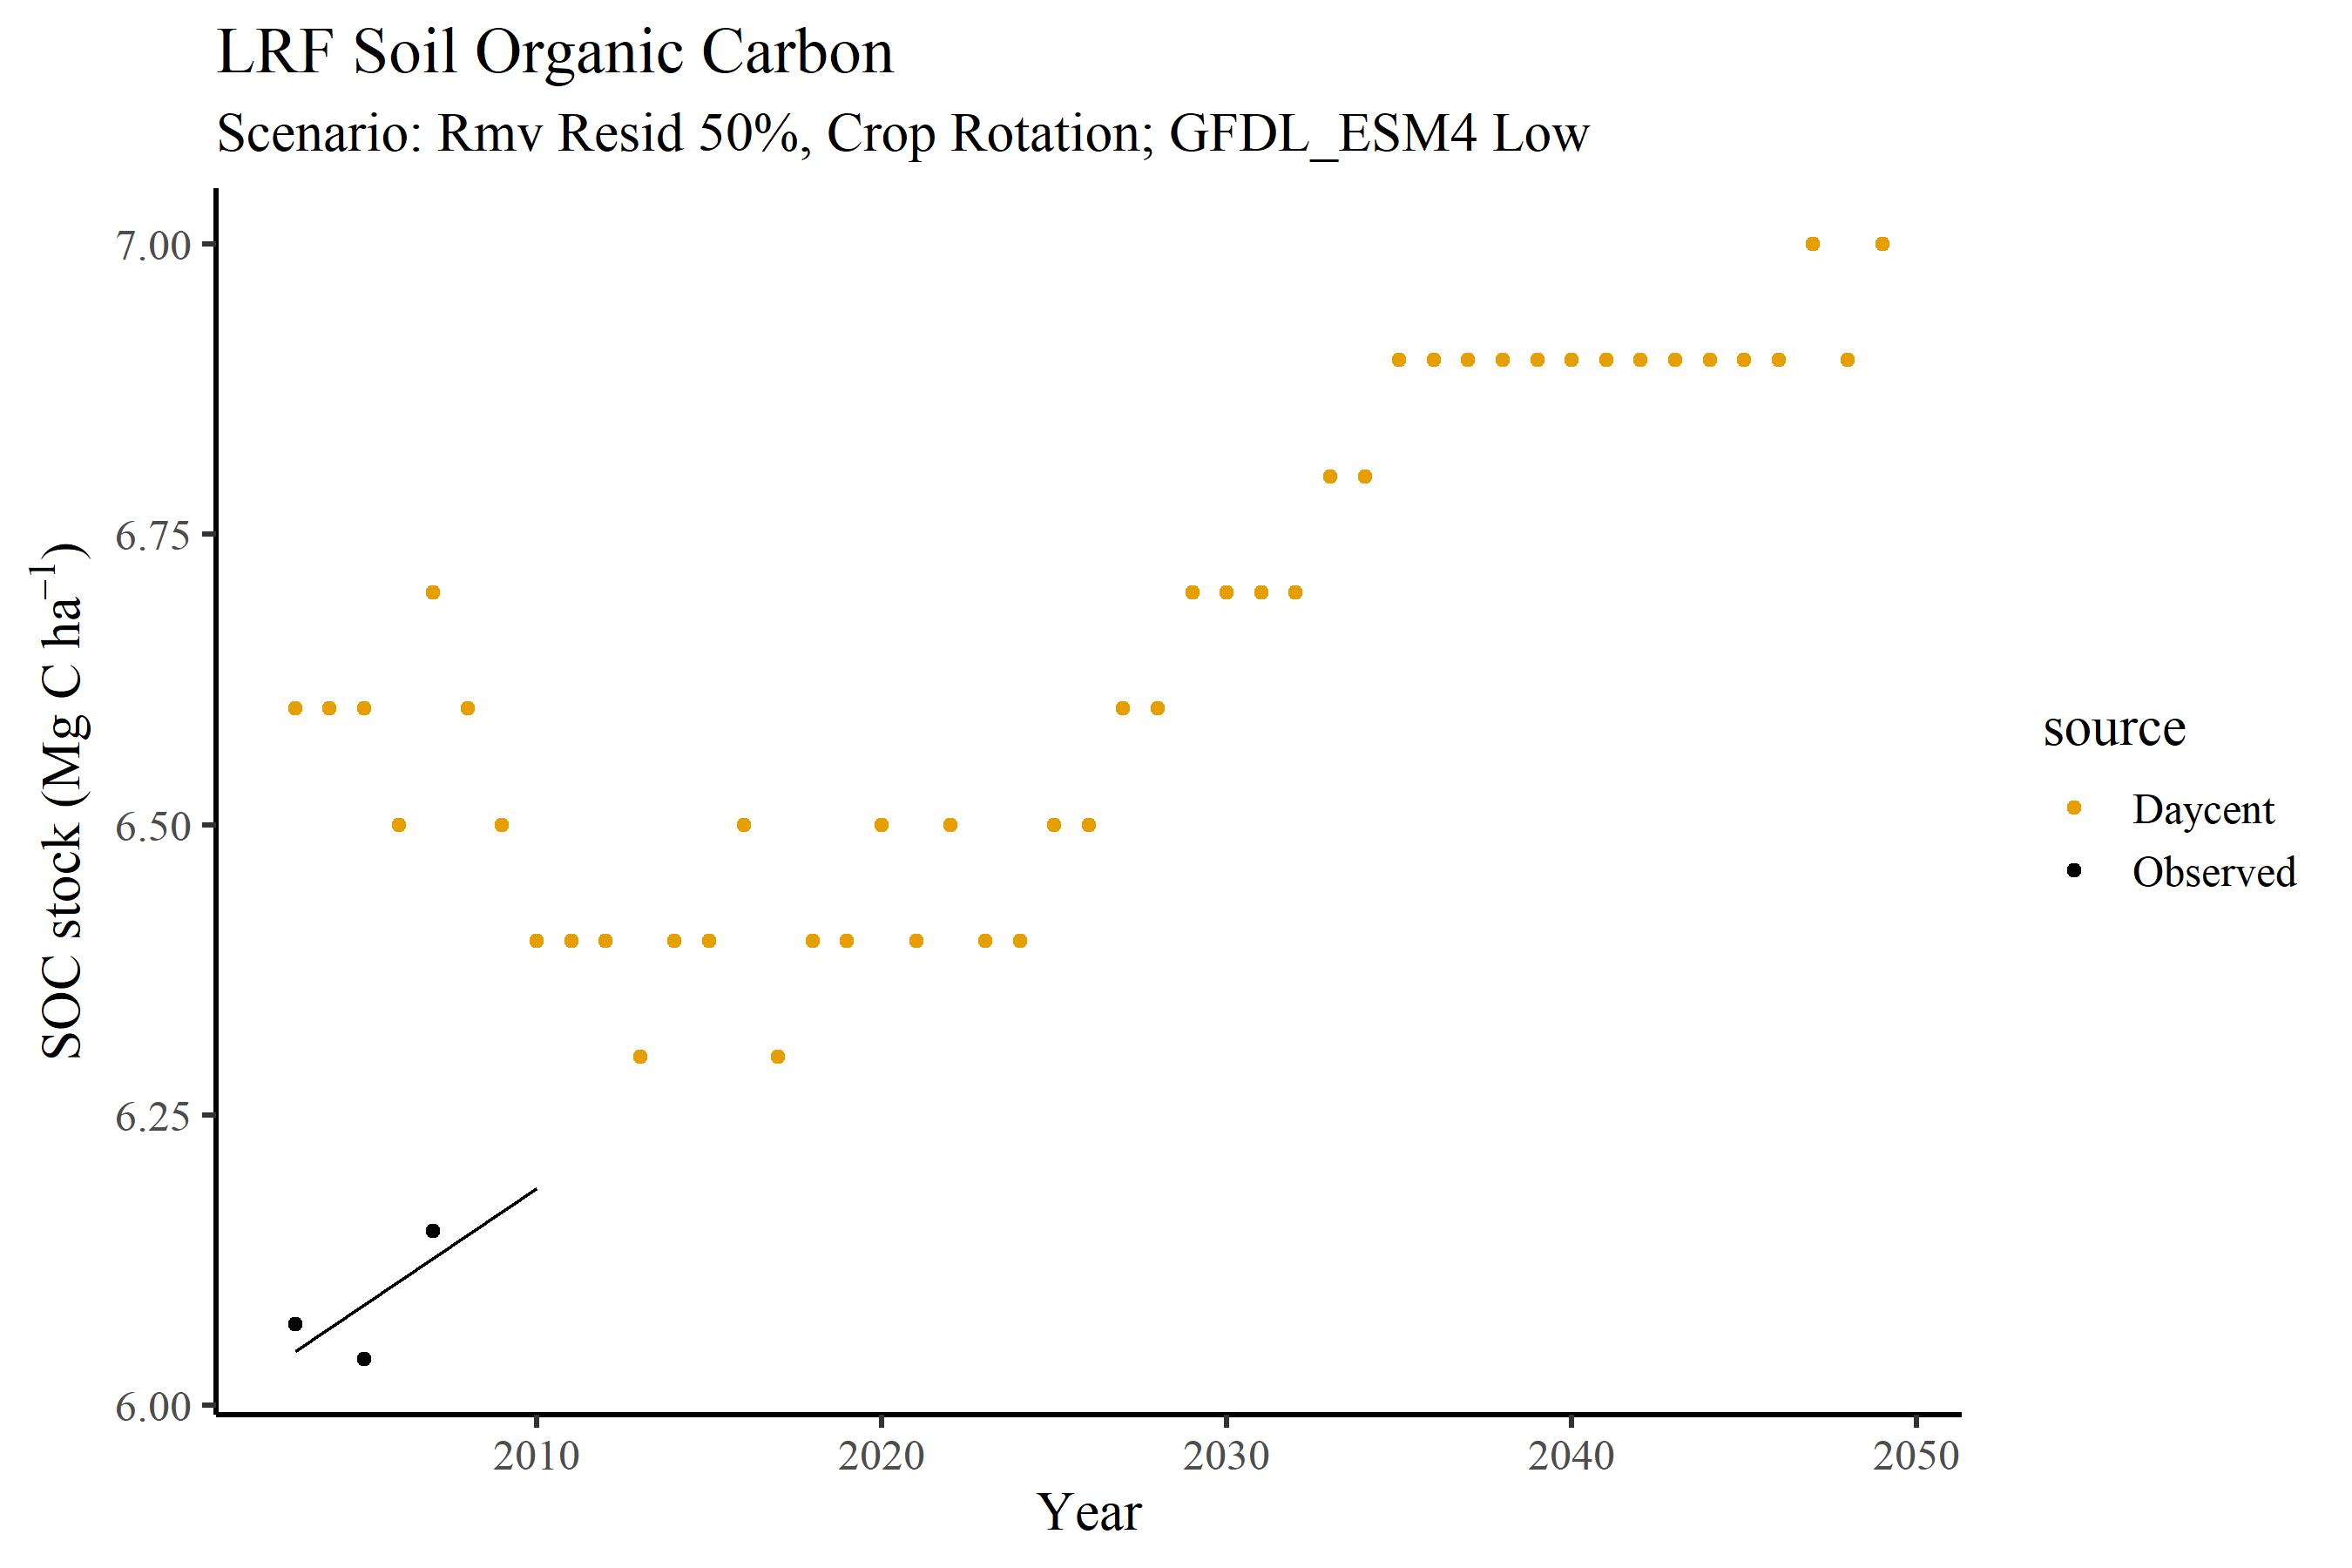 LRF Soil Organic Carbon
Scenario: Rmv Resid 50%, Crop Rotation; GFDL_ESM4 Low
SOC stock (Mg C ha⁻¹)
7.00
6.75
6.50
6.25
6.00
2010 2020 2030 2040 2050
Year
source
Daycent
Observed